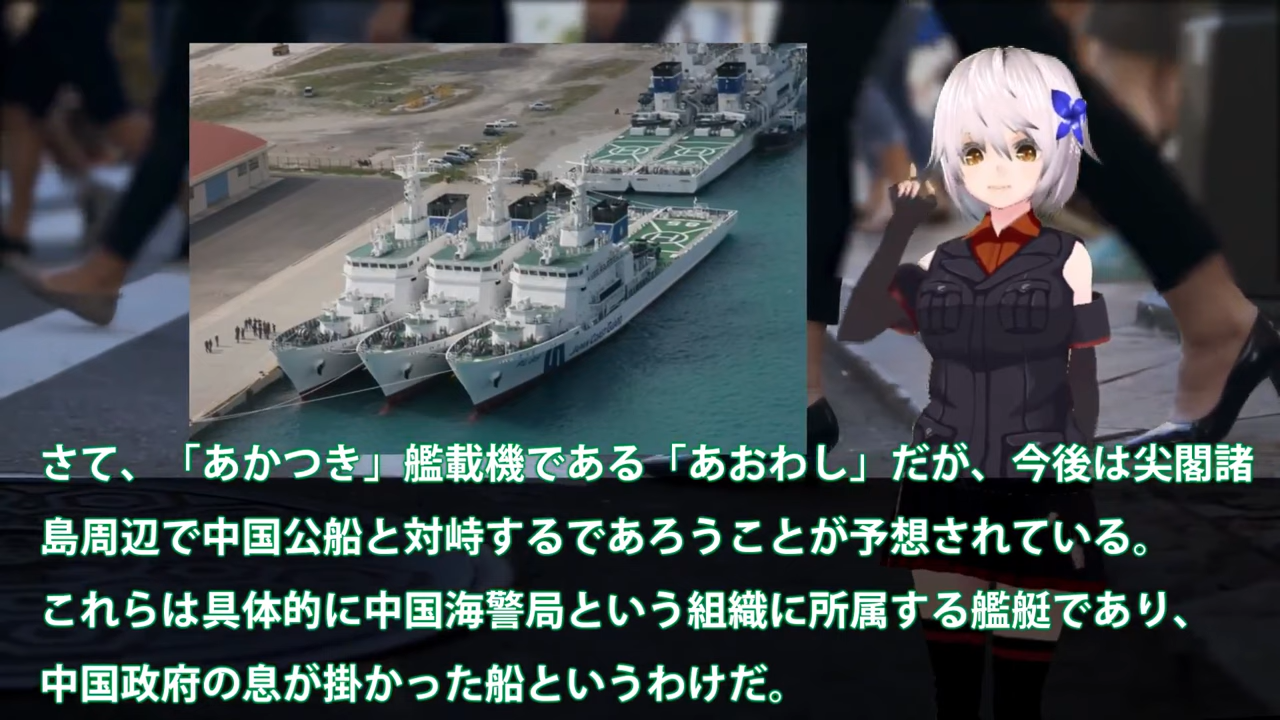 さて、「あかつき」艦載機である「あおわし」だが、今後は尖閣諸
島周辺で中国公船と対峙するであろうことが予想されている。
これらは具体的に中国海警局という組織に所属する艦艇であり、
中国政府の息が掛かった船というわけだ。
JAPAN COAST GUARD